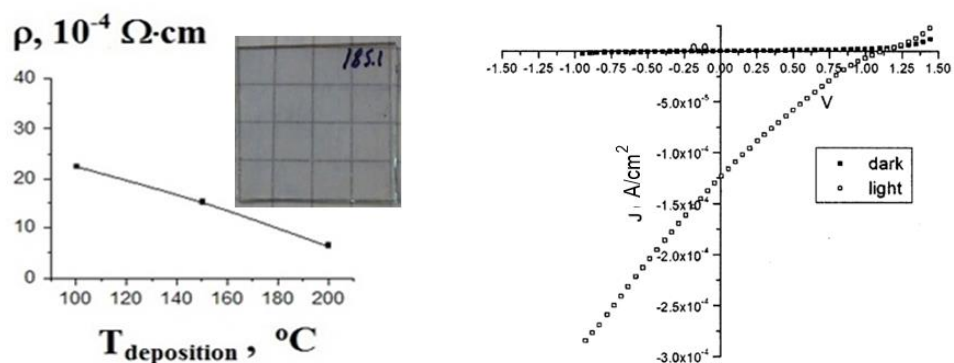 ρ, 10⁻⁴ Ω·cm
40
30
20
10
0
100 120 140 160 180 200
T deposition , ºC
185.1
0.0
-1.50 -1.25 -1.00 -0.75 -0.50 -0.25 0.00 0.25 0.50 0.75 1.00 1.25 1.50
V
-5.0x10⁻⁵
-1.0x10⁻⁴
-1.5x10⁻⁴
-2.0x10⁻⁴
-2.5x10⁻⁴
-3.0x10⁻⁴
J, A/cm²
dark
light